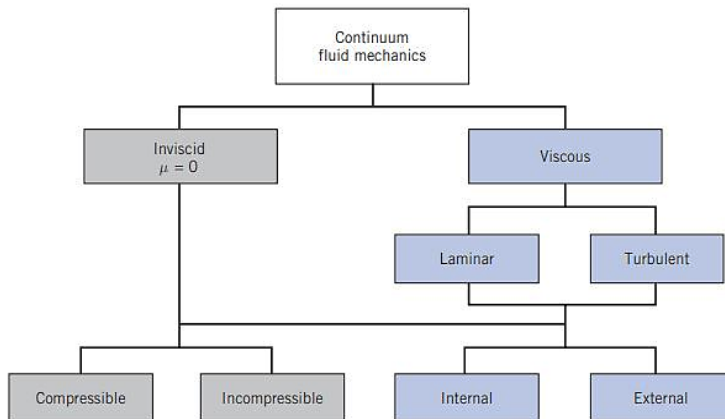 Continuum
fluid mechanics
Inviscid
μ = 0
Viscous
Laminar
Turbulent
Compressible
Incompressible
Internal
External